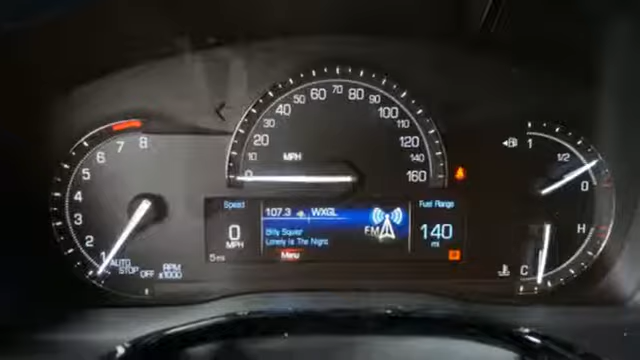 10 20 30 40 50 60 70 80 90 100 110 120 140 160
0
MPH
1 2 3 4 5 6 7 8
AUTO
STOP OFF
RPM
x1000
1
1/2
0
H
C
Speed
0
MPH
5 mi
107.3 WXGL
FM
Billy Squier
Lonely Is The Night
Menu
Fuel Range
140
mi